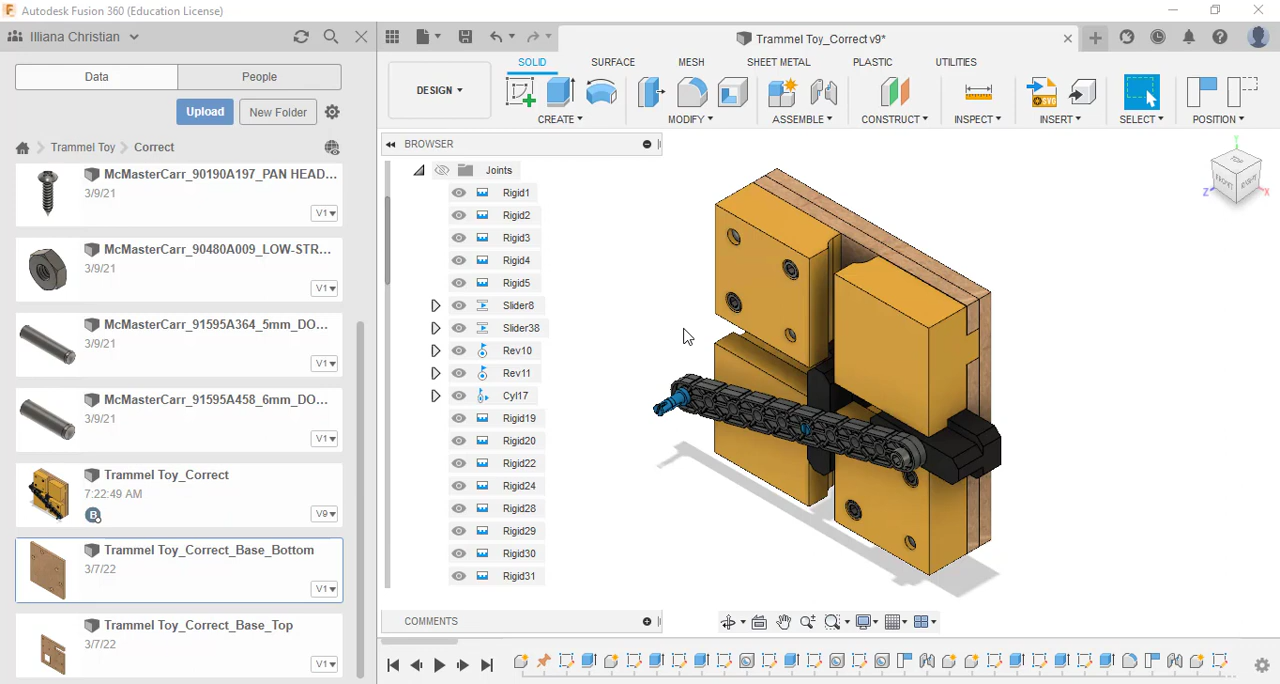 Autodesk Fusion 360 (Education License)
Illiana Christian
Trammel Toy_Correct v9*
Data
People
Upload
New Folder
Trammel Toy
Correct
McMasterCarr_90190A197_PAN HEAD...
3/9/21
V1
McMasterCarr_90480A009_LOW-STR...
3/9/21
V1
McMasterCarr_91595A364_5mm_DO...
3/9/21
V1
McMasterCarr_91595A458_6mm_DO...
3/9/21
V1
Trammel Toy_Correct
7:22:49 AM
V9
Trammel Toy_Correct_Base_Bottom
3/7/22
V1
Trammel Toy_Correct_Base_Top
3/7/22
V1
SOLID
SURFACE
MESH
SHEET METAL
PLASTIC
UTILITIES
DESIGN
CREATE
MODIFY
ASSEMBLE
CONSTRUCT
INSPECT
INSERT
SELECT
POSITION
SVG
BROWSER
Joints
Rigid1
Rigid2
Rigid3
Rigid4
Rigid5
Slider8
Slider38
Rev10
Rev11
Cyl17
Rigid19
Rigid20
Rigid22
Rigid24
Rigid28
Rigid29
Rigid30
Rigid31
COMMENTS
Y
TOP
FRONT
RIGHT
Z
X